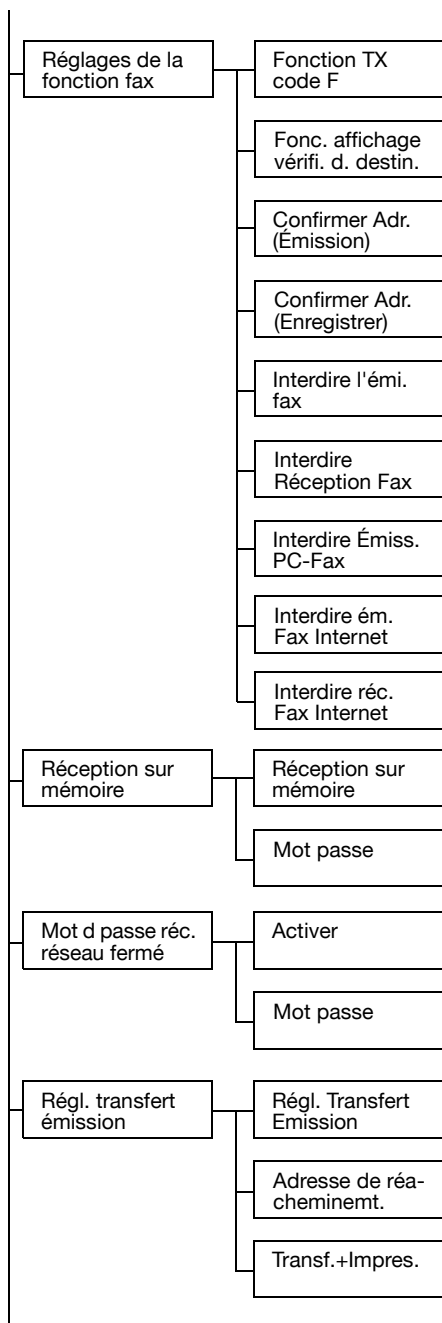 Réglages de la
fonction fax
Fonction TX
code F
Fonc. affichage
vérifi. d. destin.
Confirmer Adr.
(Émission)
Confirmer Adr.
(Enregistrer)
Interdire l'émi.
fax
Interdire
Réception Fax
Interdire Émiss.
PC-Fax
Interdire ém.
Fax Internet
Interdire réc.
Fax Internet
Réception sur
mémoire
Réception sur
mémoire
Mot passe
Mot d passe réc.
réseau fermé
Activer
Mot passe
Régl. transfert
émission
Régl. Transfert
Emission
Adresse de réa-
cheminemt.
Transf.+Impres.